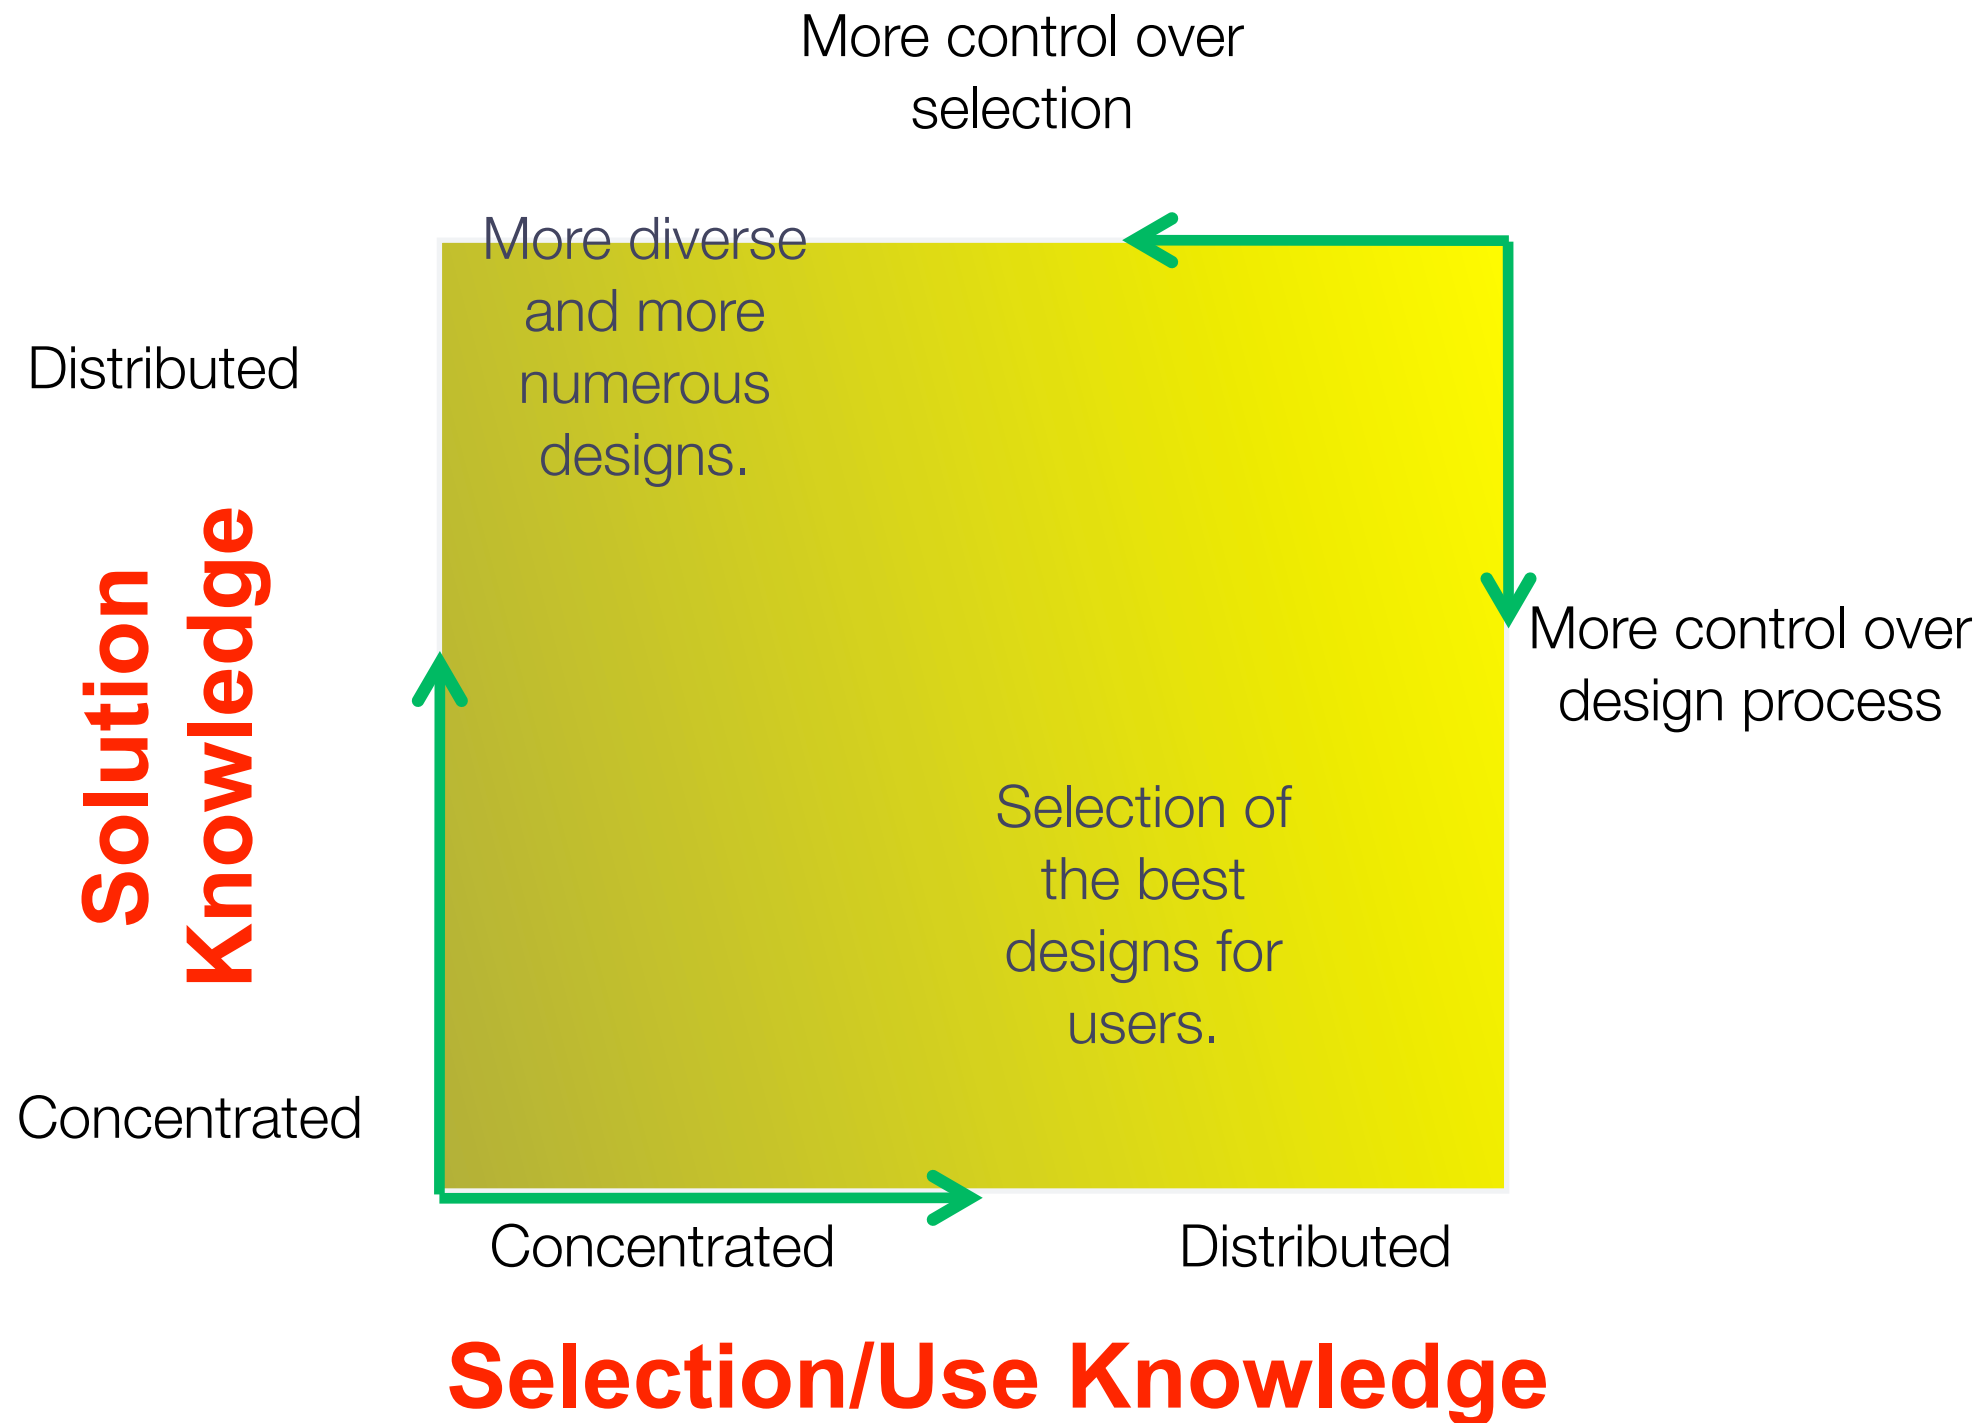 More control over
selection
More diverse
and more
numerous
designs.
Distributed
Solution
Knowledge
More control over
design process
Selection of
the best
designs for
users.
Concentrated
Concentrated
Distributed
Selection/Use Knowledge